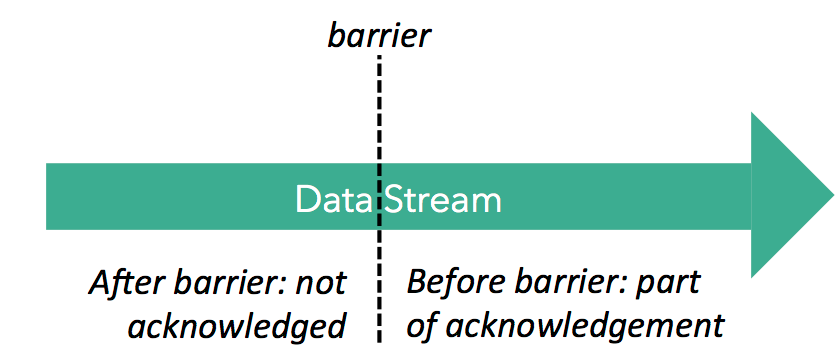 barrier
Data Stream
After barrier: not
acknowledged
Before barrier: part
of acknowledgement